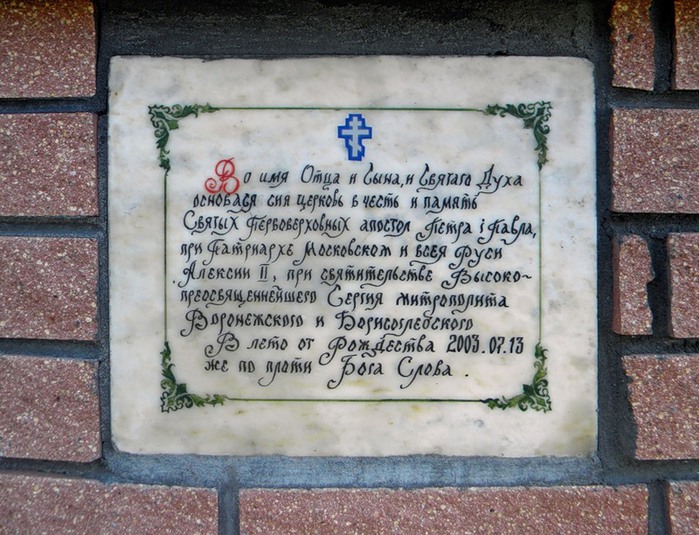 Во имя Отца и Сына, и Святаго Духа
основася сия церковь в честь и память
Святых Первоверховных апостол Петра i Павла,
при Патриархѣ Московском и всея Руси
Алексии II, при святительстве Высоко-
преосвященнейшего Сергия митрополита
Воронежского и Борисоглебского
В лето от Рождества 2003.07.13
же по плоти Бога Слова.